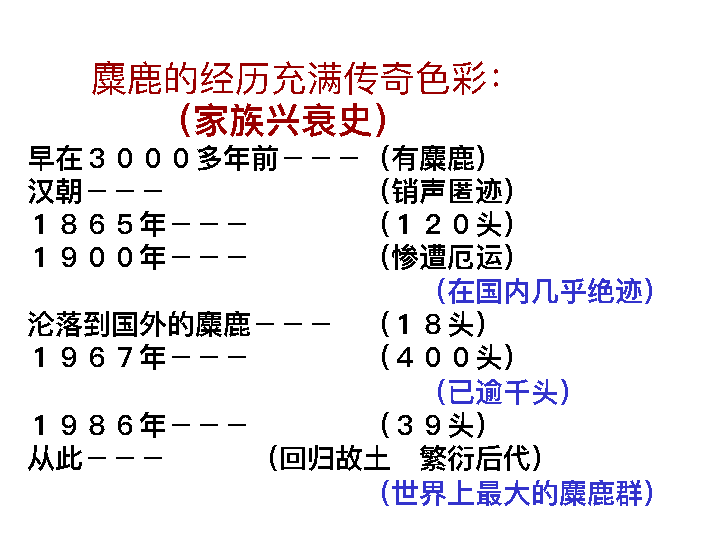 麋鹿的经历充满传奇色彩：
（家族兴衰史）
早在３０００多年前－－－（有麋鹿）
汉朝－－－（销声匿迹）
１８６５年－－－（１２０头）
１９００年－－－（惨遭厄运）
（在国内几乎绝迹）
沦落到国外的麋鹿－－－（１８头）
１９６７年－－－（４００头）
（已逾千头）
１９８６年－－－（３９头）
从此－－－（回归故土　繁衍后代）
（世界上最大的麋鹿群）